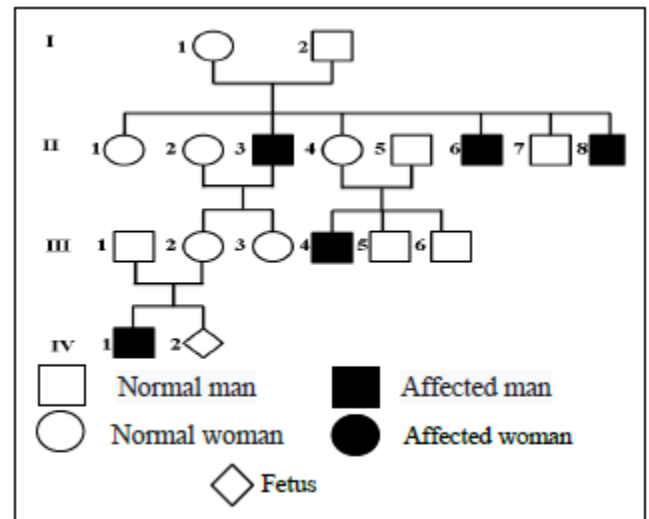 I 1 2
II 1 2 3 4 5 6 7 8
III 1 2 3 4 5 6
IV 1 2
Normal man Affected man
Normal woman Affected woman
Fetus